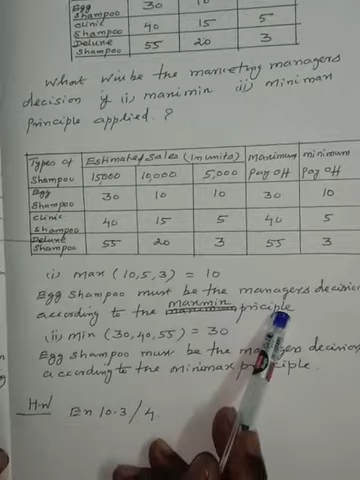 Egg Shampoo 30 10
Clinic Shampoo 40 15 5
Deluxe Shampoo 55 20 3
What will be the marketing managers
decision if (i) maximin (ii) minimax
principle applied.?
Types of Shampoo Estimated Sales (In units) Maximum Pay off minimum Pay off
15,000 10,000 5,000
Egg Shampoo 30 10 10 30 10
Clinic Shampoo 40 15 5 40 5
Deluxe Shampoo 55 20 3 55 3
(i) max (10,5,3) = 10
Egg Shampoo must be the managers decision
according to the maxmin priciple
(ii) min (30,40,55) = 30
Egg shampoo must be the managers decision
according to the minimax principle.
H.W Ex 10.3/4.